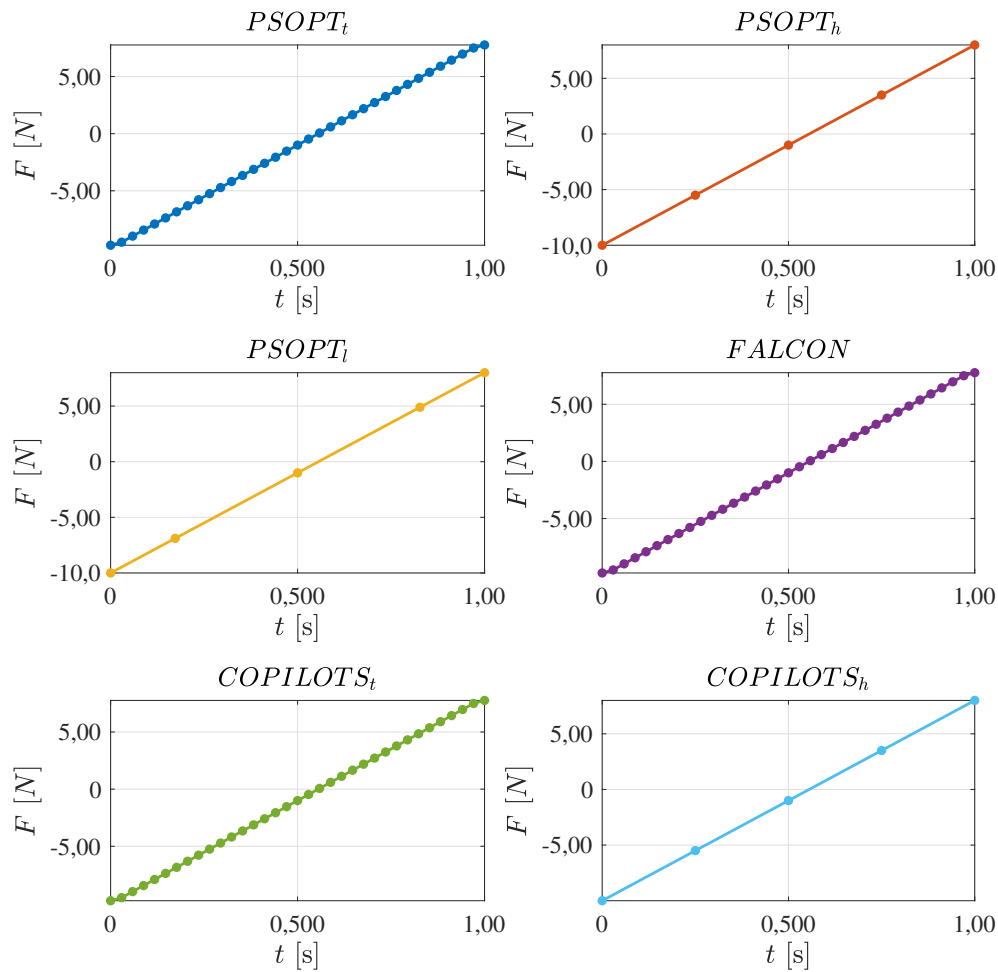 PSOPT_t
5,00
0
-5,00
F [N]
0
0,500
1,00
t [s]
PSOPT_h
5,00
0
-5,00
-10,0
F [N]
0
0,500
1,00
t [s]
PSOPT_l
5,00
0
-5,00
-10,0
F [N]
0
0,500
1,00
t [s]
FALCON
5,00
0
-5,00
F [N]
0
0,500
1,00
t [s]
COPILOTS_t
5,00
0
-5,00
F [N]
0
0,500
1,00
t [s]
COPILOTS_h
5,00
0
-5,00
F [N]
0
0,500
1,00
t [s]